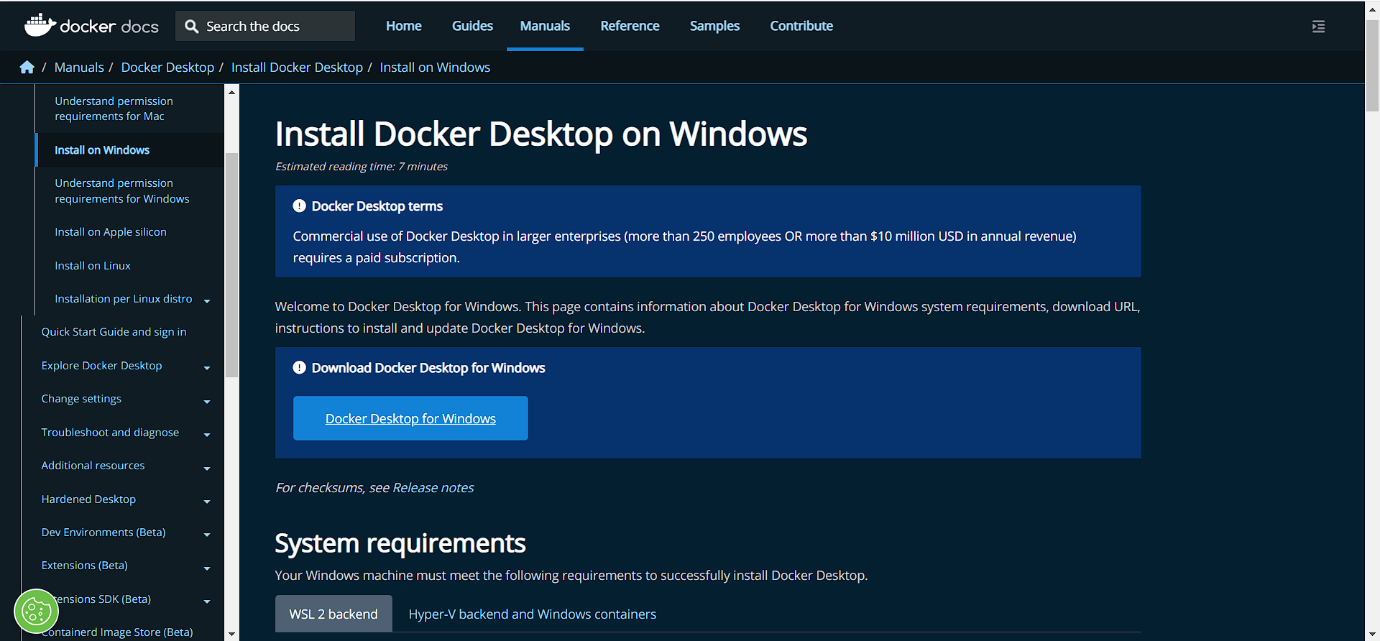 docker docs
Search the docs
Home
Guides
Manuals
Reference
Samples
Contribute
/ Manuals / Docker Desktop / Install Docker Desktop / Install on Windows
Understand permission
requirements for Mac
Install on Windows
Understand permission
requirements for Windows
Install on Apple silicon
Install on Linux
Installation per Linux distro
Quick Start Guide and sign in
Explore Docker Desktop
Change settings
Troubleshoot and diagnose
Additional resources
Hardened Desktop
Dev Environments (Beta)
Extensions (Beta)
SDK (Beta)
Image Store (Beta)
Install Docker Desktop on Windows
Estimated reading time: 7 minutes
Docker Desktop terms
Commercial use of Docker Desktop in larger enterprises (more than 250 employees OR more than $10 million USD in annual revenue)
requires a paid subscription.
Welcome to Docker Desktop for Windows. This page contains information about Docker Desktop for Windows system requirements, download URL,
instructions to install and update Docker Desktop for Windows.
Download Docker Desktop for Windows
Docker Desktop for Windows
For checksums, see Release notes
System requirements
Your Windows machine must meet the following requirements to successfully install Docker Desktop.
WSL 2 backend
Hyper-V backend and Windows containers